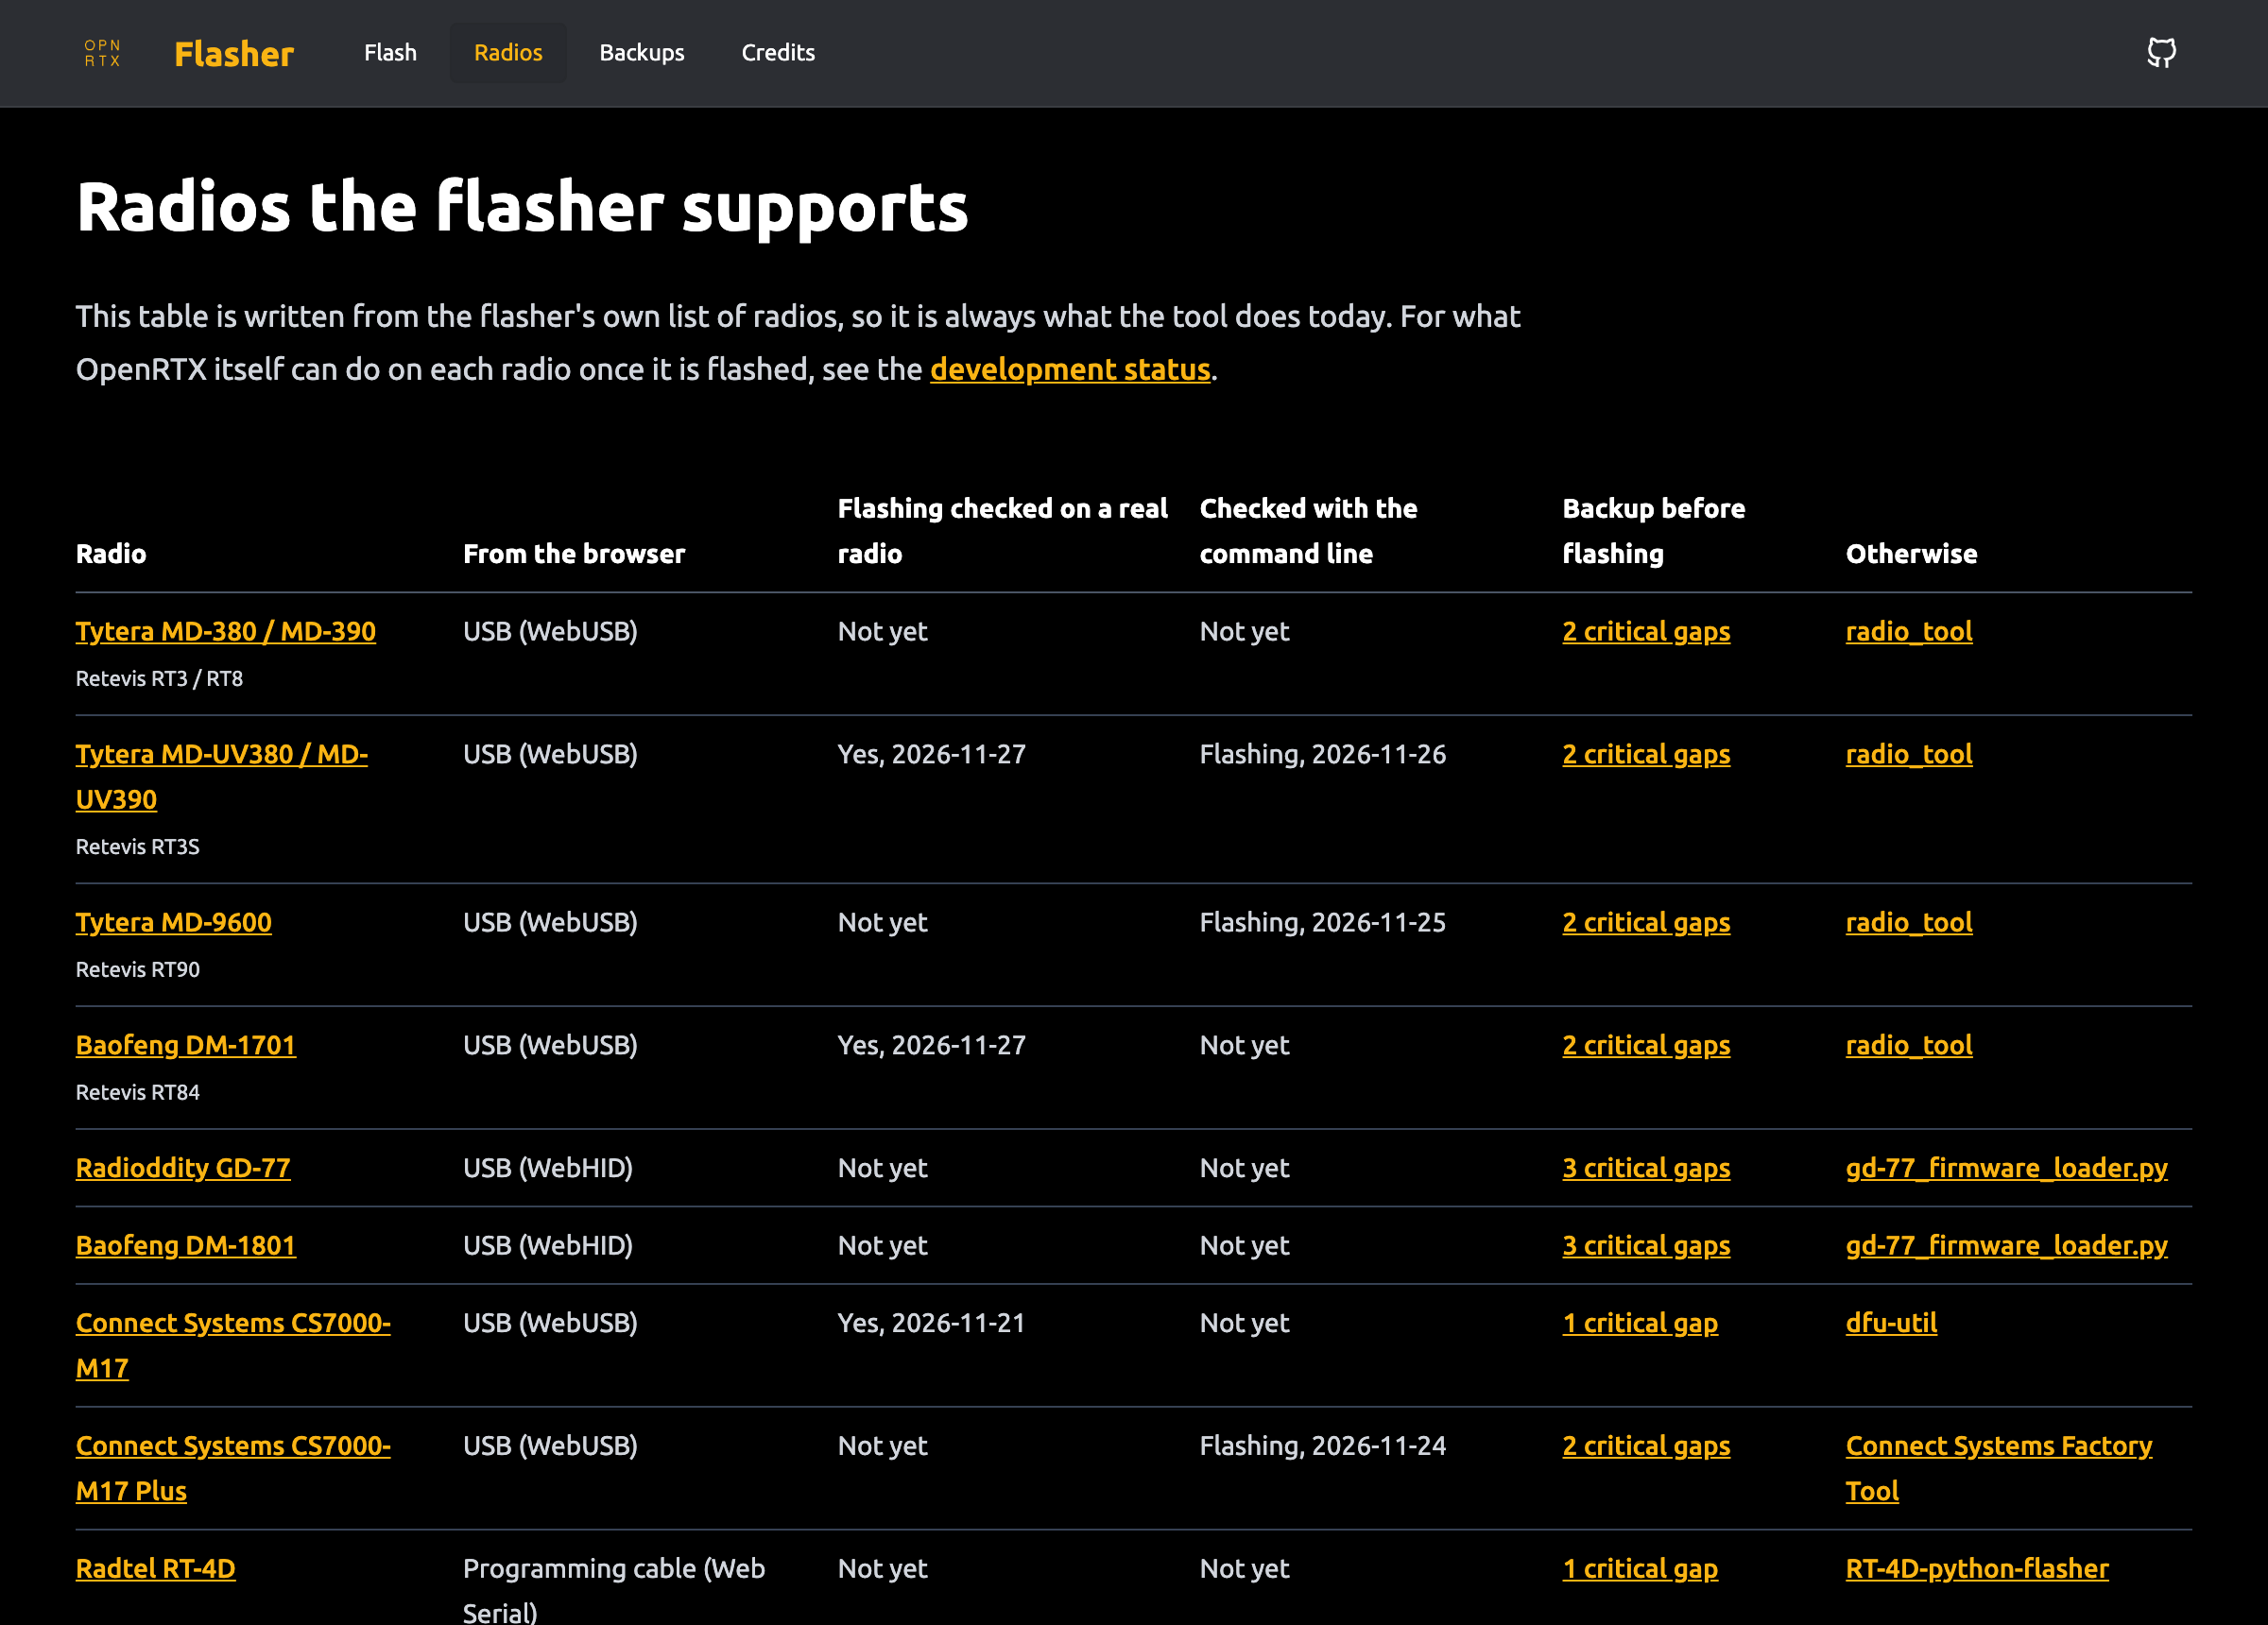 OPN
RTX
Flasher
Flash
Radios
Backups
Credits
Radios the flasher supports
This table is written from the flasher's own list of radios, so it is always what the tool does today. For what
OpenRTX itself can do on each radio once it is flashed, see the development status.
Radio
From the browser
Flashing checked on a real
radio
Checked with the
command line
Backup before
flashing
Otherwise
Tytera MD-380 / MD-390
Retevis RT3 / RT8
USB (WebUSB)
Not yet
Not yet
2 critical gaps
radio_tool
Tytera MD-UV380 / MD-
UV390
Retevis RT3S
USB (WebUSB)
Yes, 2026-11-27
Flashing, 2026-11-26
2 critical gaps
radio_tool
Tytera MD-9600
Retevis RT90
USB (WebUSB)
Not yet
Flashing, 2026-11-25
2 critical gaps
radio_tool
Baofeng DM-1701
Retevis RT84
USB (WebUSB)
Yes, 2026-11-27
Not yet
2 critical gaps
radio_tool
Radioddity GD-77
USB (WebHID)
Not yet
Not yet
3 critical gaps
gd-77_firmware_loader.py
Baofeng DM-1801
USB (WebHID)
Not yet
Not yet
3 critical gaps
gd-77_firmware_loader.py
Connect Systems CS7000-
M17
USB (WebUSB)
Yes, 2026-11-21
Not yet
1 critical gap
dfu-util
Connect Systems CS7000-
M17 Plus
USB (WebUSB)
Not yet
Flashing, 2026-11-24
2 critical gaps
Connect Systems Factory
Tool
Radtel RT-4D
Programming cable (Web
Serial)
Not yet
Not yet
1 critical gap
RT-4D-python-flasher